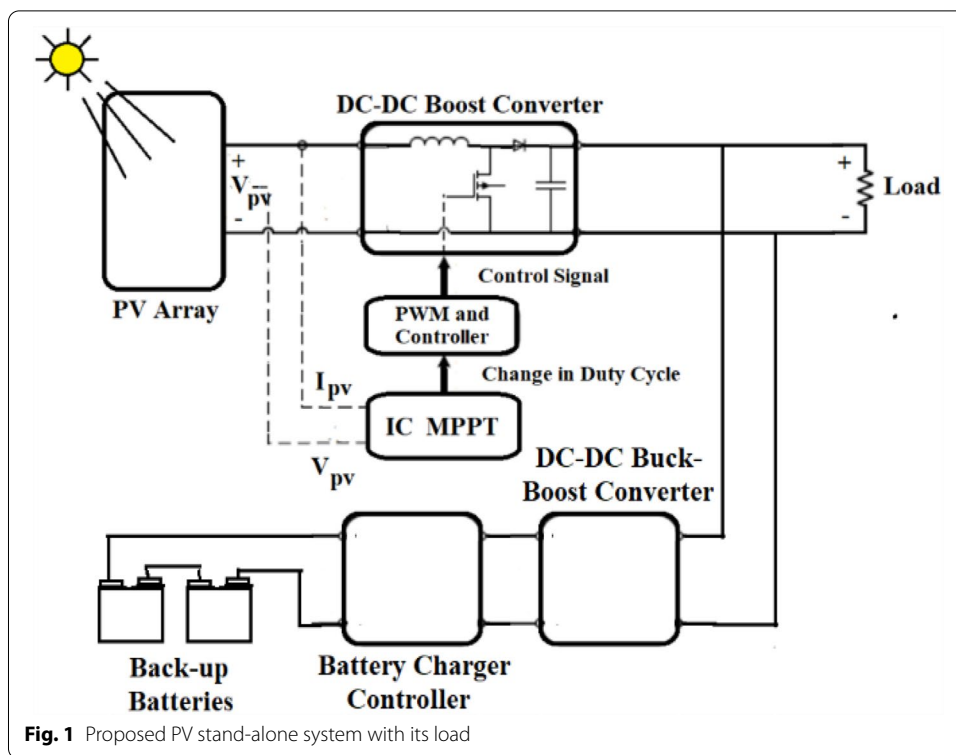 DC-DC Boost Converter
+
V
pv
-
PV Array
+
-
Load
Control Signal
PWM and
Controller
Change in Duty Cycle
I pv
IC MPPT
V pv
DC-DC Buck-
Boost Converter
Back-up
Batteries
Battery Charger
Controller
Fig. 1 Proposed PV stand-alone system with its load